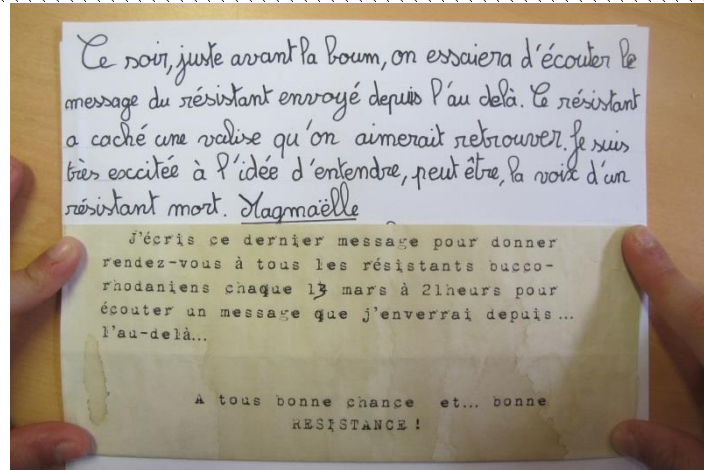 Ce soir, juste avant la boum, on essaiera d'écouter le
message du résistant envoyé depuis l'au delà. Ce résistant
a caché une valise qu'on aimerait retrouver. Je suis
très excitée à l'idée d'entendre, peut être, la voix d'un
résistant mort. Magmaëlle
J'écris ce dernier message pour donner
rendez-vous à tous les résistants bucco-
rhodaniens chaque 13 mars à 21heurs pour
écouter un message que j'enverrai depuis...
l'au-delà...
A tous bonne chance et... bonne
RESISTANCE !